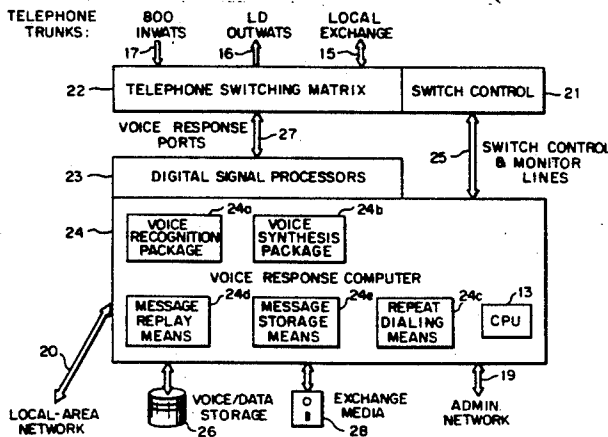 TELEPHONE TRUNKS:
800 INWATS
LD OUTWATS
LOCAL EXCHANGE
17
16
15
22
TELEPHONE SWITCHING MATRIX
SWITCH CONTROL
21
VOICE RESPONSE PORTS
27
25
SWITCH CONTROL & MONITOR LINES
23
DIGITAL SIGNAL PROCESSORS
24
24a
VOICE RECOGNITION PACKAGE
24b
VOICE SYNTHESIS PACKAGE
VOICE RESPONSE COMPUTER
24d
MESSAGE REPLAY MEANS
24e
MESSAGE STORAGE MEANS
24c
REPEAT DIALING MEANS
13
CPU
20
LOCAL-AREA NETWORK
VOICE/DATA STORAGE
26
EXCHANGE MEDIA
28
19
ADMIN. NETWORK